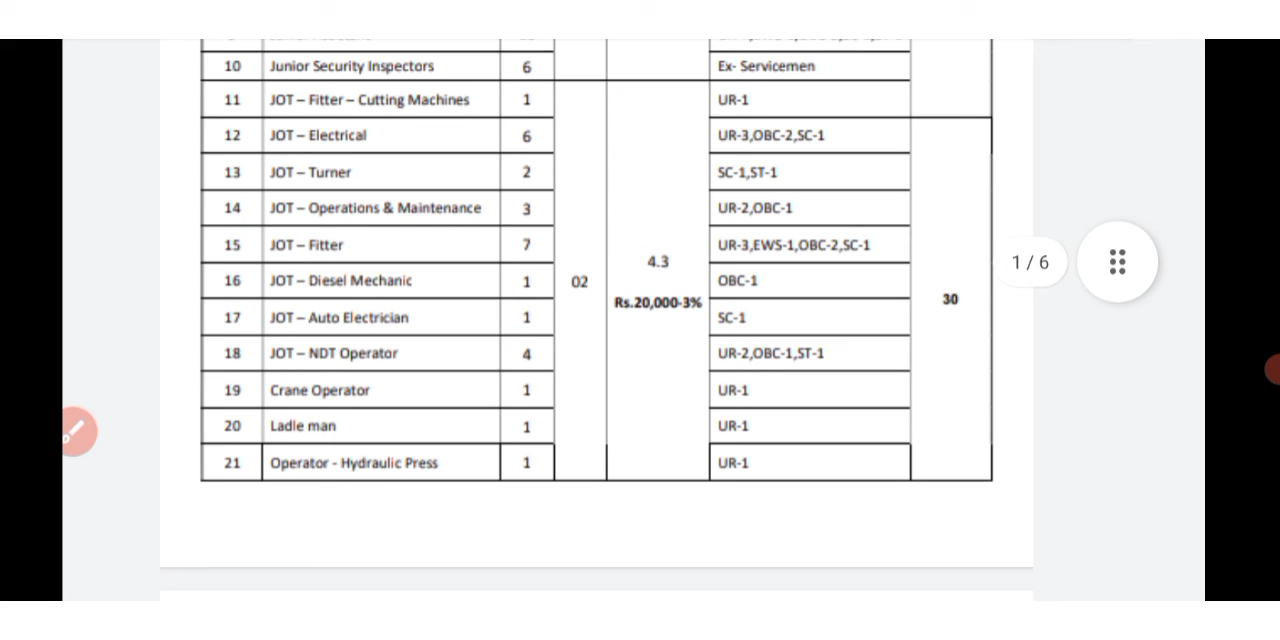 10 Junior Security Inspectors 6 Ex- Servicemen
11 JOT – Fitter – Cutting Machines 1 UR-1
12 JOT – Electrical 6 UR-3,OBC-2,SC-1
13 JOT – Turner 2 SC-1,ST-1
14 JOT – Operations & Maintenance 3 UR-2,OBC-1
15 JOT – Fitter 7 UR-3,EWS-1,OBC-2,SC-1
4.3
1 / 6
16 JOT – Diesel Mechanic 1 02 OBC-1
Rs.20,000-3% 30
17 JOT – Auto Electrician 1 SC-1
18 JOT – NDT Operator 4 UR-2,OBC-1,ST-1
19 Crane Operator 1 UR-1
20 Ladle man 1 UR-1
21 Operator - Hydraulic Press 1 UR-1